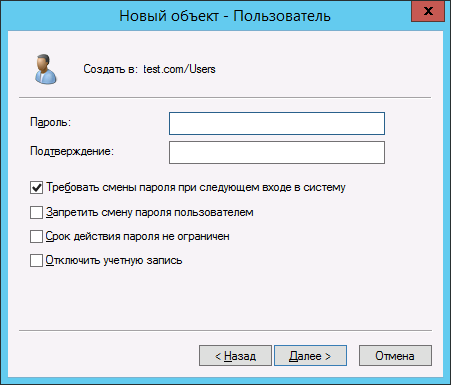 Новый объект - Пользователь
x
Создать в: test.com/Users
Пароль:
Подтверждение:
Требовать смены пароля при следующем входе в систему
Запретить смену пароля пользователем
Срок действия пароля не ограничен
Отключить учетную запись
< Назад Далее > Отмена